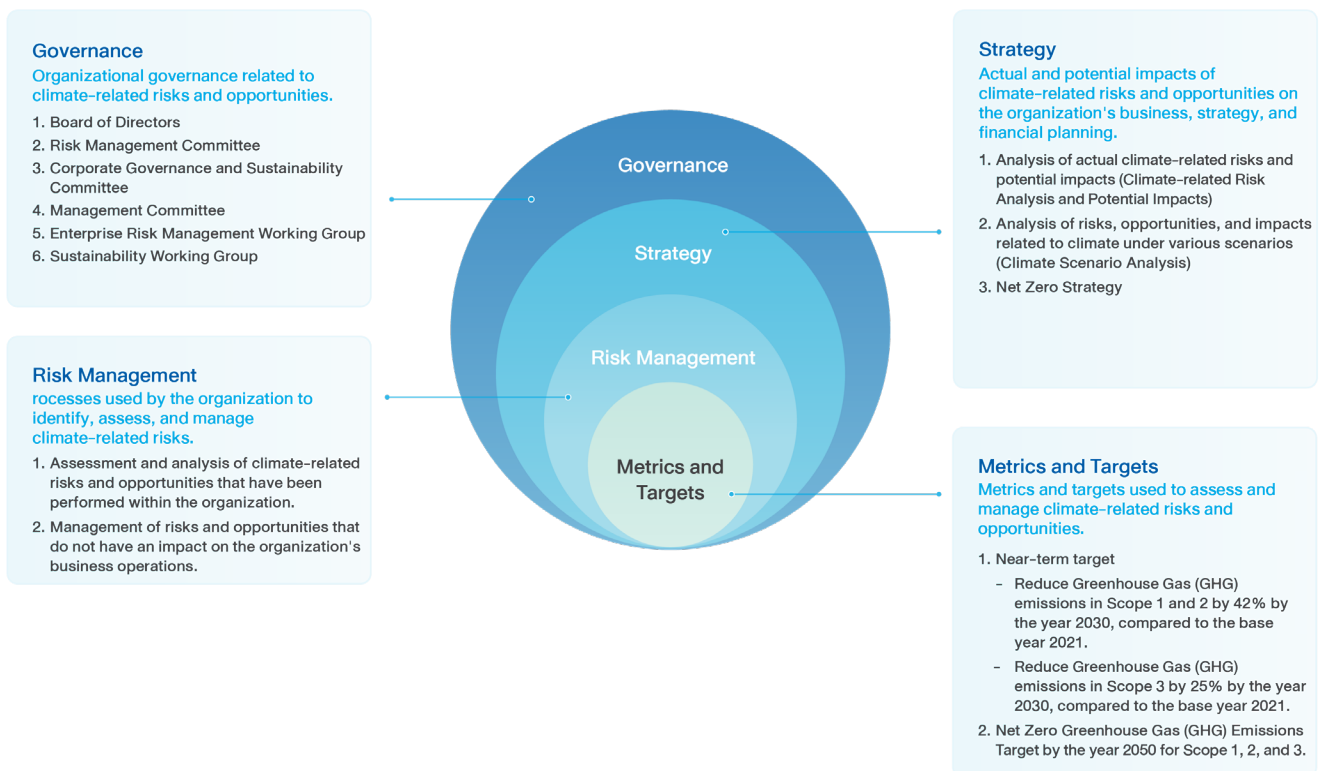 Governance
Organizational governance related to
climate-related risks and opportunities.
1. Board of Directors
2. Risk Management Committee
3. Corporate Governance and Sustainability
Committee
4. Management Committee
5. Enterprise Risk Management Working Group
6. Sustainability Working Group
Risk Management
rocesses used by the organization to
identify, assess, and manage
climate-related risks.
1. Assessment and analysis of climate-related
risks and opportunities that have been
performed within the organization.
2. Management of risks and opportunities that
do not have an impact on the organization's
business operations.
Governance
Strategy
Risk Management
Metrics and
Targets
Strategy
Actual and potential impacts of
climate-related risks and opportunities on
the organization's business, strategy, and
financial planning.
1. Analysis of actual climate-related risks and
potential impacts (Climate-related Risk
Analysis and Potential Impacts)
2. Analysis of risks, opportunities, and impacts
related to climate under various scenarios
(Climate Scenario Analysis)
3. Net Zero Strategy
Metrics and Targets
Metrics and targets used to assess and
manage climate-related risks and
opportunities.
1. Near-term target
- Reduce Greenhouse Gas (GHG)
emissions in Scope 1 and 2 by 42% by
the year 2030, compared to the base
year 2021.
- Reduce Greenhouse Gas (GHG)
emissions in Scope 3 by 25% by the year
2030, compared to the base year 2021.
2. Net Zero Greenhouse Gas (GHG) Emissions
Target by the year 2050 for Scope 1, 2, and 3.